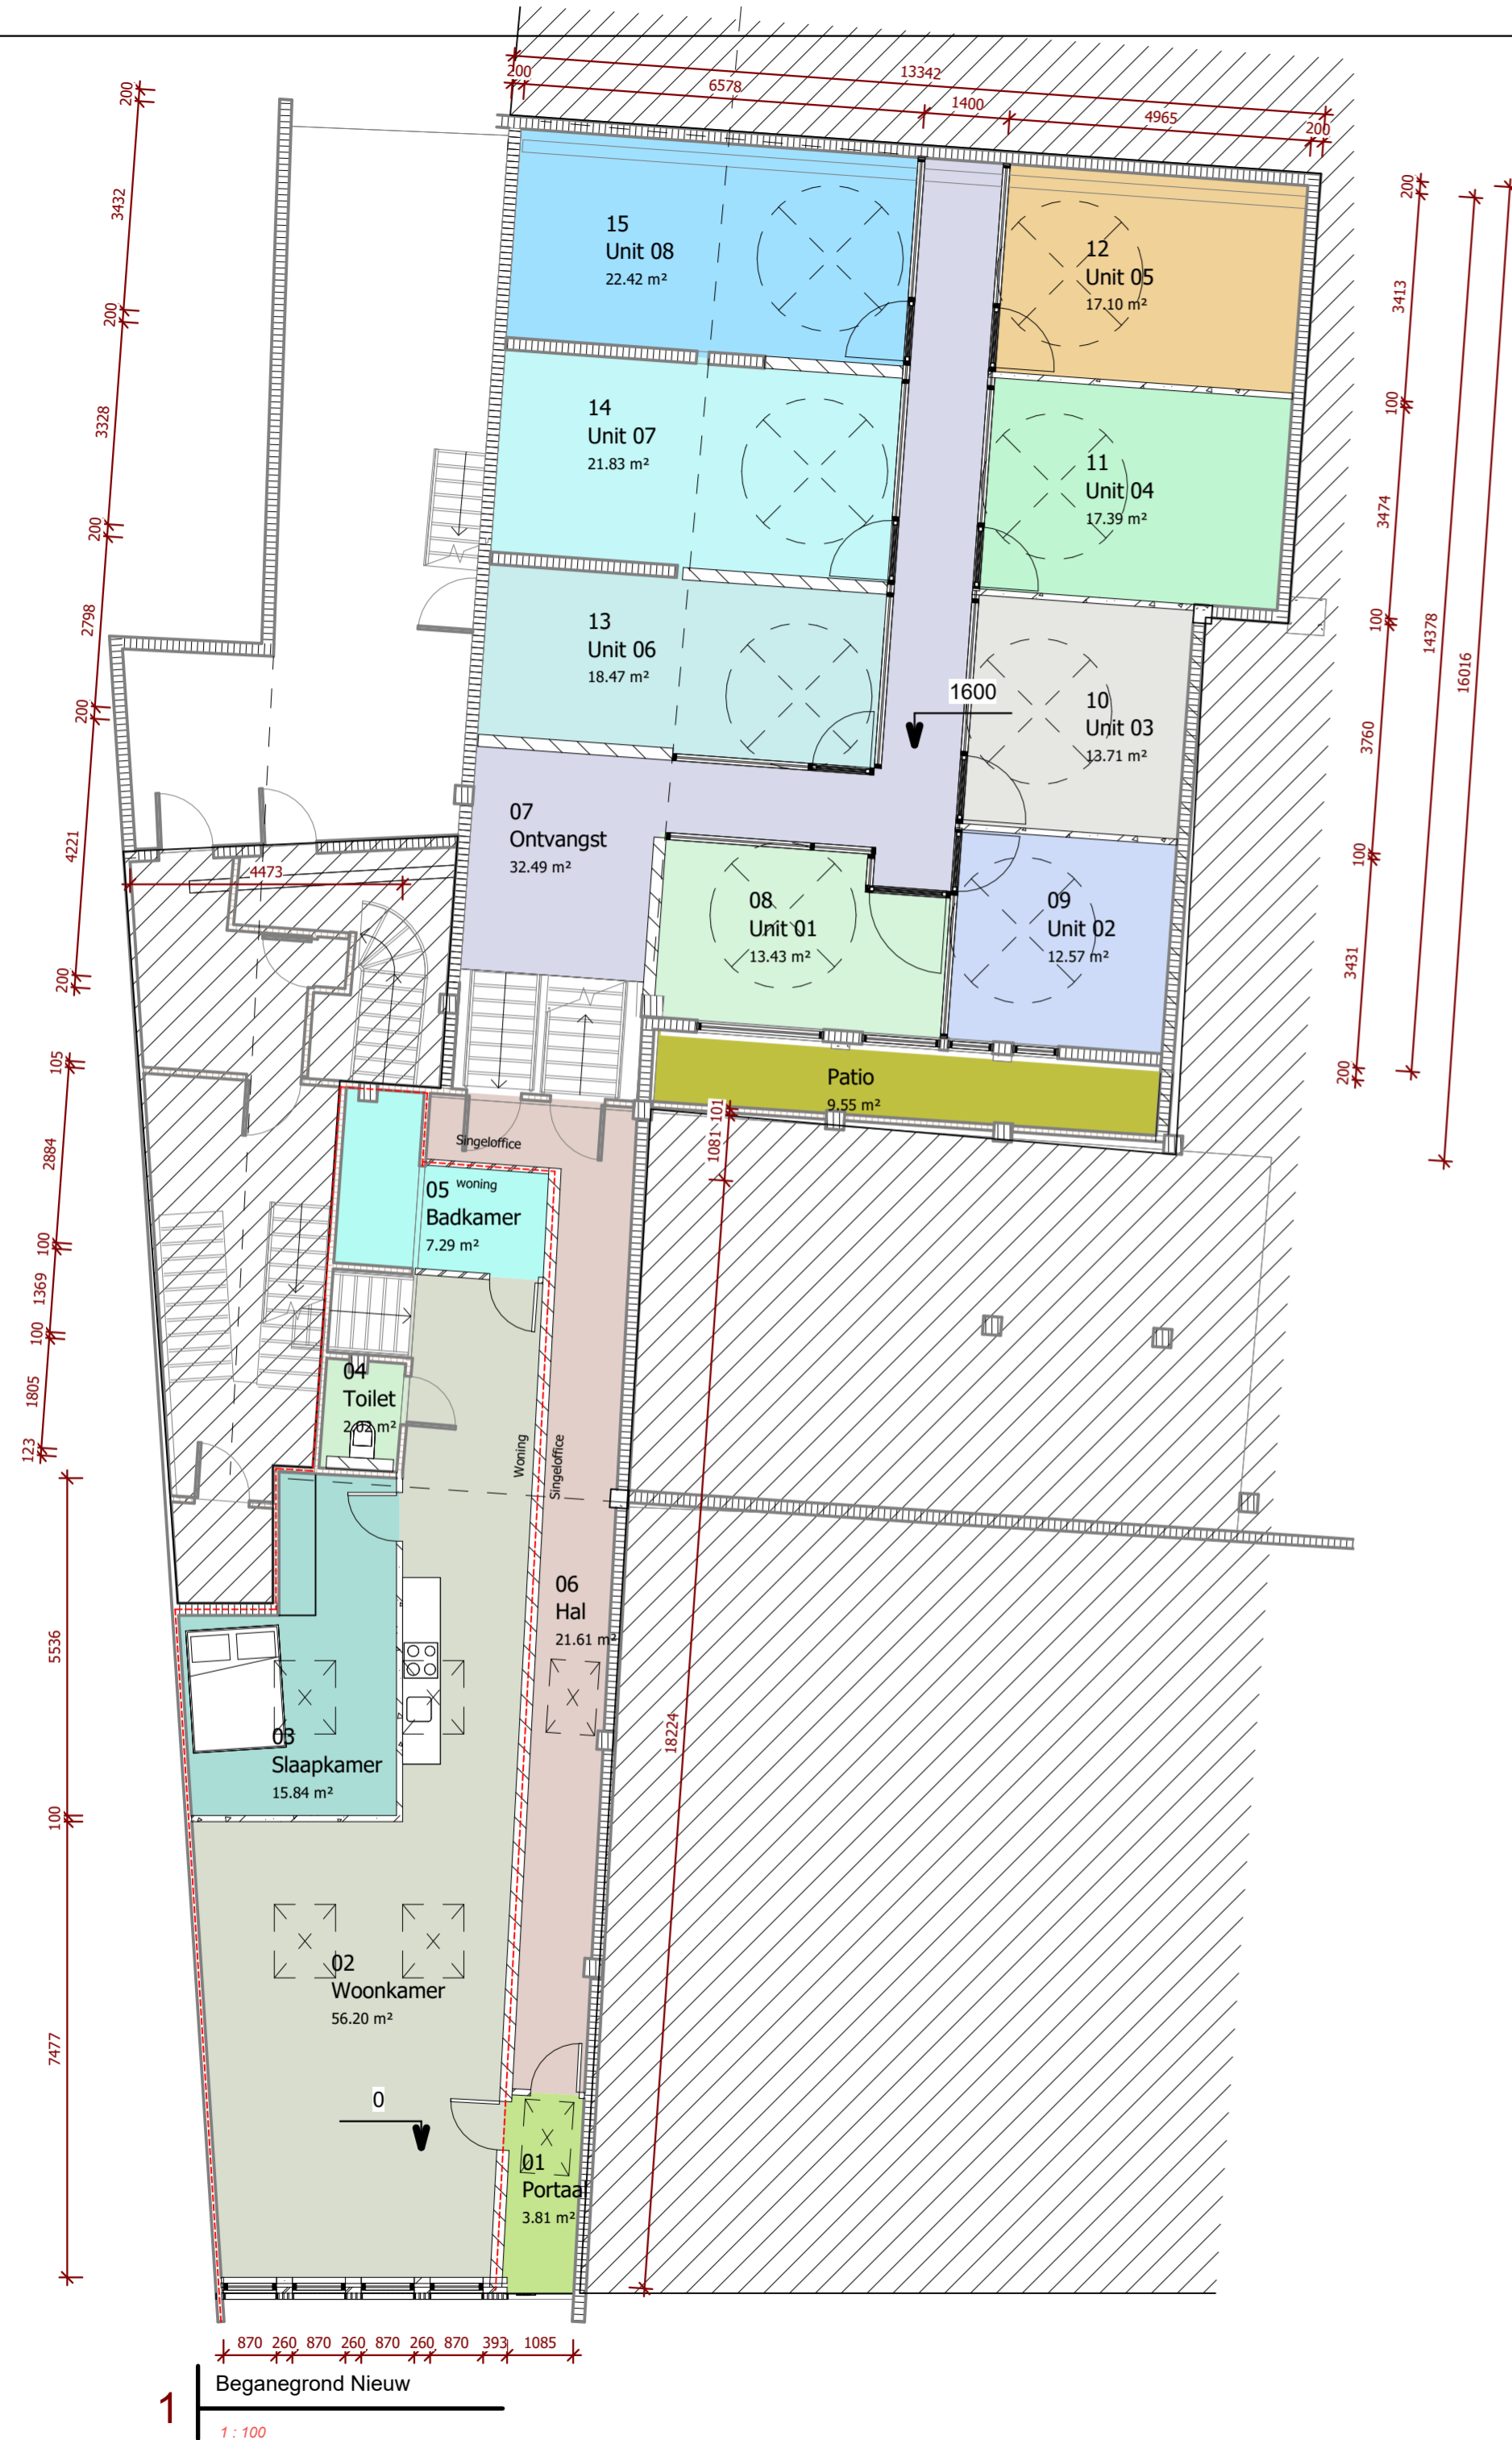 13342
200
6578
1400
4965
200
200
3432
200
3328
200
2798
200
4221
200
4473
105
2884
100
1369
100
1805
123
5536
100
7477
200
3413
100
3474
100
3760
100
3431
200
14378
16016
15
Unit 08
22.42 m²
12
Unit 05
17.10 m²
14
Unit 07
21.83 m²
11
Unit 04
17.39 m²
13
Unit 06
18.47 m²
1600
10
Unit 03
13.71 m²
07
Ontvangst
32.49 m²
08
Unit 01
13.43 m²
09
Unit 02
12.57 m²
Patio
9.55 m²
101
1081
18224
Singeloffice
woning
05
Badkamer
7.29 m²
04
Toilet
2.02 m²
Woning
Singeloffice
06
Hal
21.61 m²
03
Slaapkamer
15.84 m²
02
Woonkamer
56.20 m²
0
01
Portaal
3.81 m²
870 260 870 260 870 260 870 393 1085
1
Beganegrond Nieuw
1 : 100